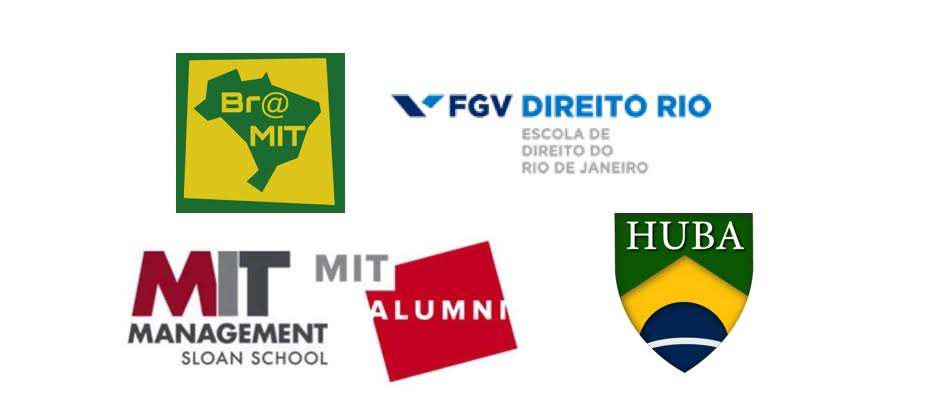 Br@
MIT
FGV DIREITO RIO
ESCOLA DE
DIREITO DO
RIO DE JANEIRO
MIT
MANAGEMENT
SLOAN SCHOOL
MIT
ALUMNI
HUBA